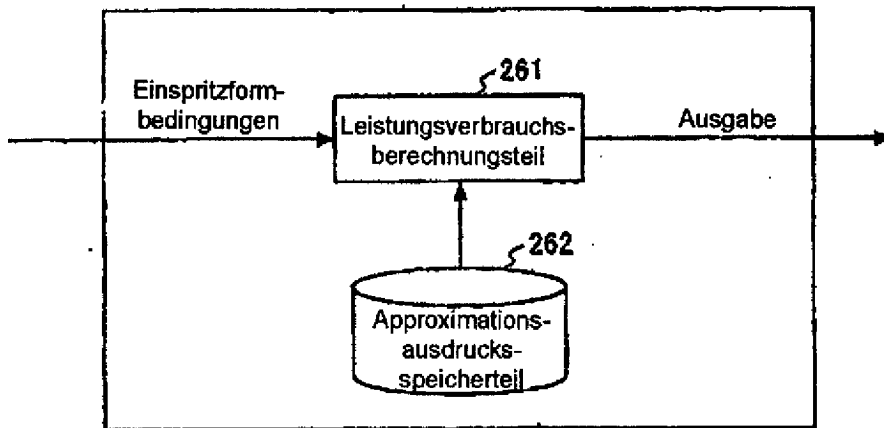 261
Einspritzform-
bedingungen
Leistungsverbrauchs-
berechnungsteil
Ausgabe
262
Approximations-
ausdrucks-
speicherteil